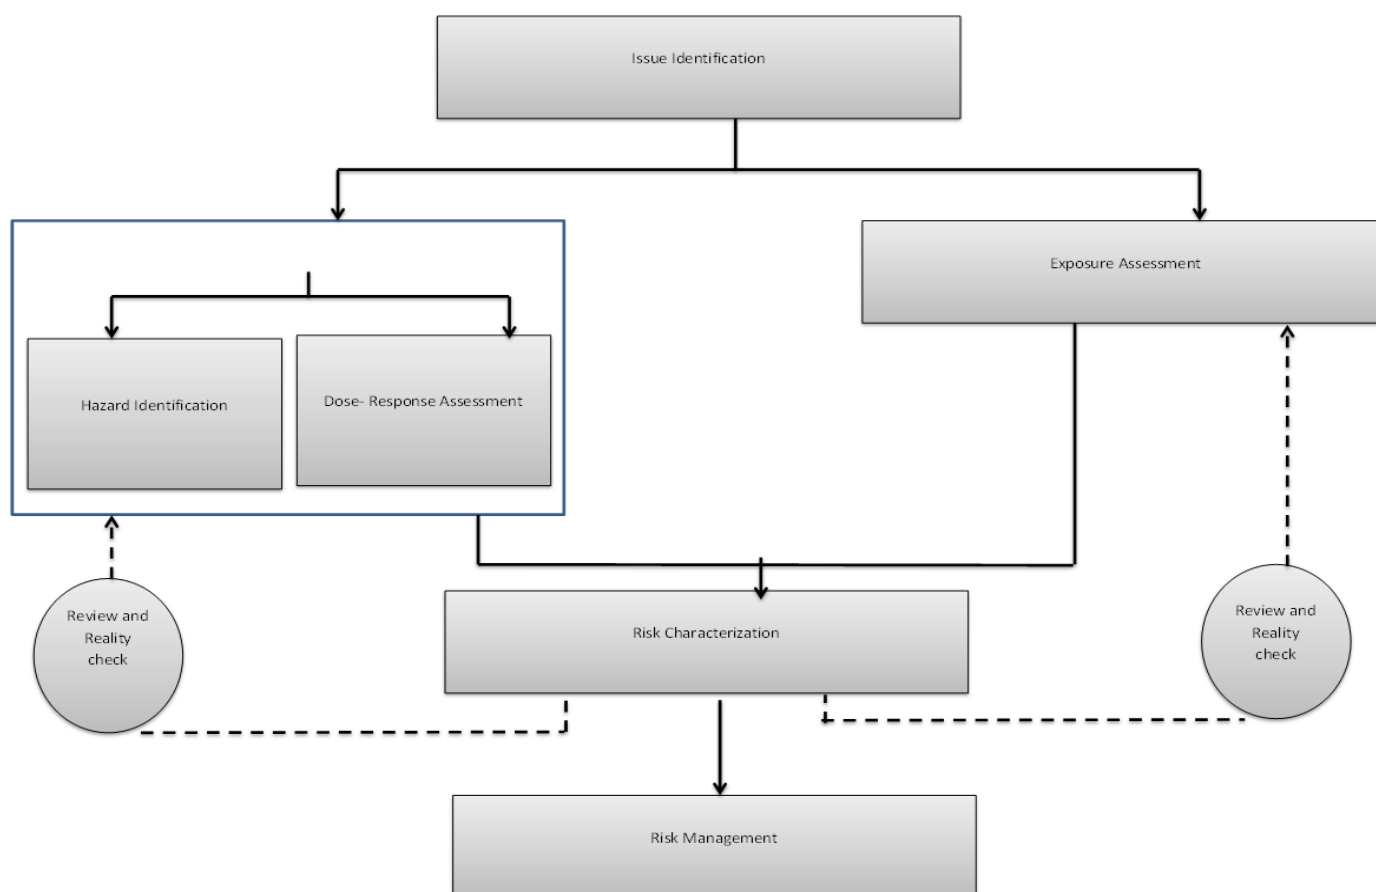 Issue Identification
Exposure Assessment
Hazard Identification
Dose- Response Assessment
Review and
Reality
check
Risk Characterization
Review and
Reality
check
Risk Management